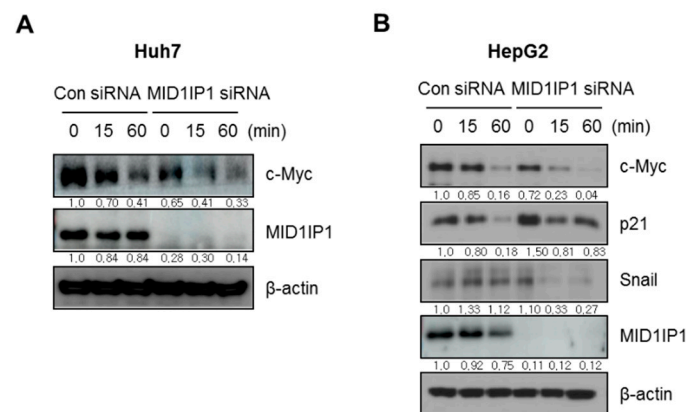 A
Huh7
Con siRNA MID1IP1 siRNA
0 15 60 0 15 60 (min)
c-Myc
1,0 0,70 0,41 0,65 0,41 0,33
MID1IP1
1,0 0,84 0,84 0,28 0,30 0,14
β-actin
B
HepG2
Con siRNA MID1IP1 siRNA
0 15 60 0 15 60 (min)
c-Myc
1,0 0,85 0,16 0,72 0,23 0,04
p21
1,0 0,80 0,18 1,50 0,81 0,83
Snail
1,0 1,33 1,12 1,10 0,33 0,27
MID1IP1
1,0 0,92 0,75 0,11 0,12 0,12
β-actin